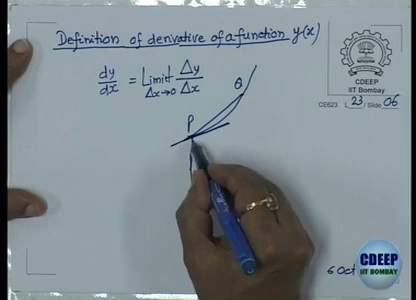 Definition of derivative of a function y(x)
dy/dx = Limit Δx→0 Δy/Δx
Q
P
CDEEP
IIT Bombay
CE623 L 23 / Slide 06
6 Oct
CDEEP
IIT BOMBAY